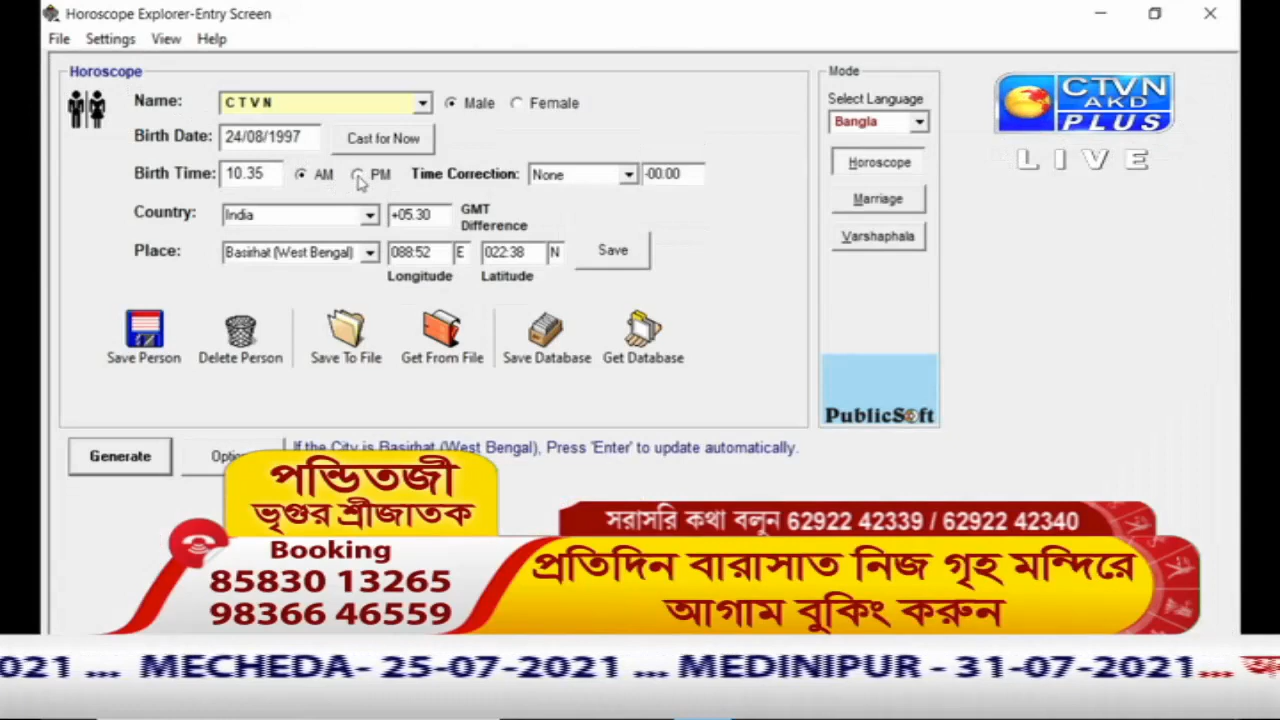 Horoscope Explorer-Entry Screen
File Settings View Help
Horoscope
Name: CTVN Male Female
Birth Date: 24/08/1997 Cast for Now
Birth Time: 10.35 AM PM Time Correction: None -00.00
Country: India +05.30 GMT Difference
Place: Basirhat (West Bengal) 088:52 E 022:38 N Save
Longitude Latitude
Save Person Delete Person Save To File Get From File Save Database Get Database
Mode
Select Language
Bangla
Horoscope
Marriage
Varshaphala
PublicSoft
CTVN
AKD
PLUS
LIVE
Generate
If the City is Basirhat (West Bengal), Press 'Enter' to update automatically.
পন্ডিতজী
ভৃগুর শ্রীজাতক
Booking
85830 13265
98366 46559
সরাসরি কথা বলুন 62922 42339 / 62922 42340
প্রতিদিন বারাসাত নিজ গৃহ মন্দিরে
আগাম বুকিং করুন
021 ... MECHEDA- 25-07-2021 ... MEDINIPUR - 31-07-2021...